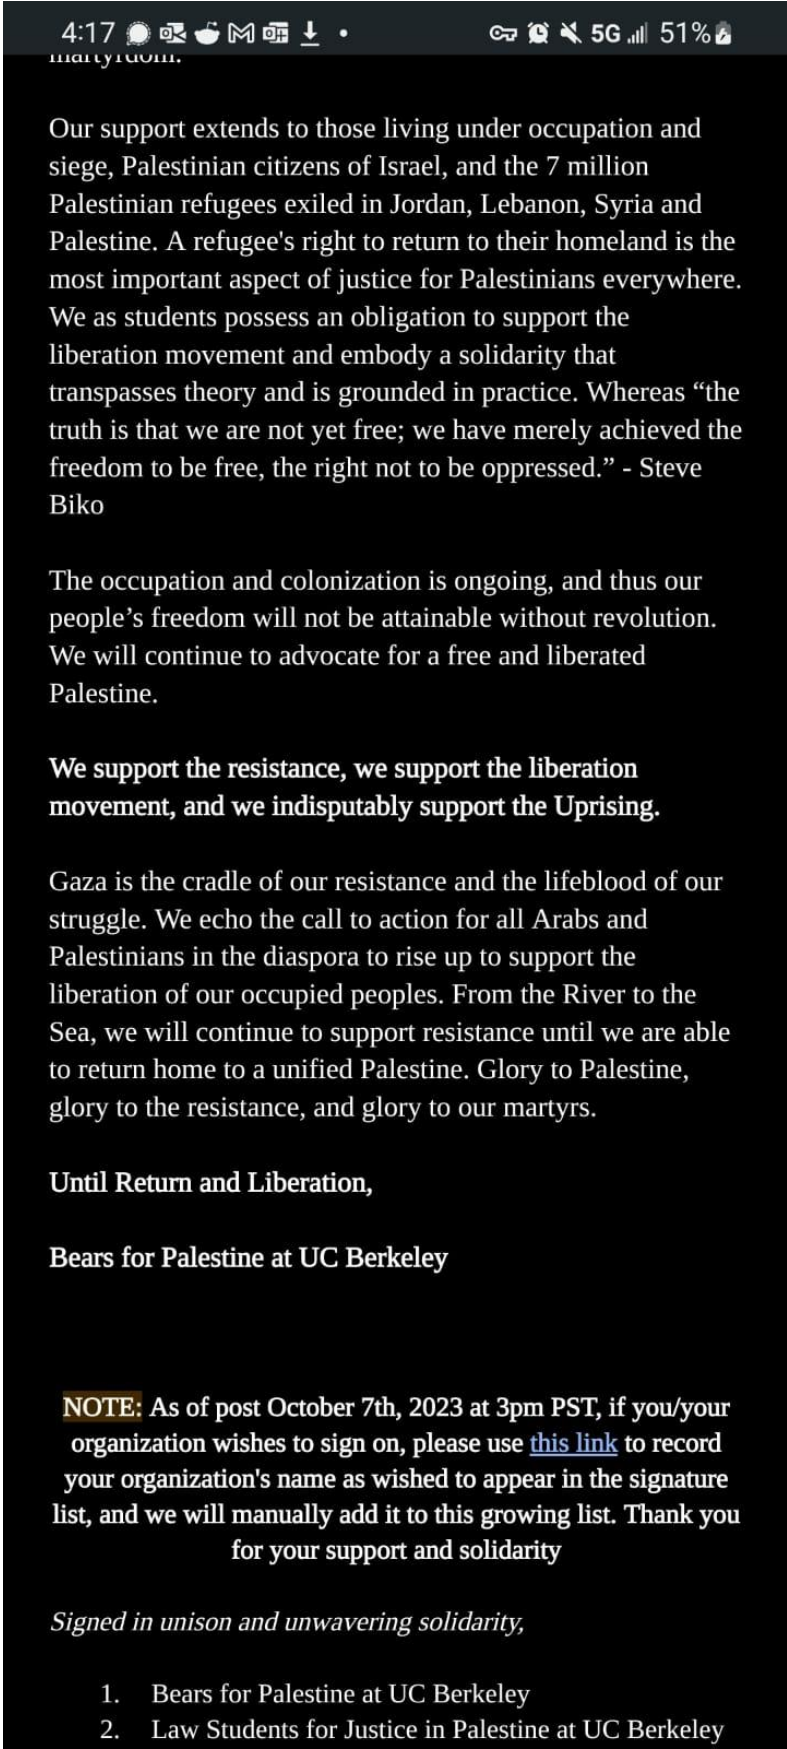 4:17 5G 51%
martyrdom.
Our support extends to those living under occupation and
siege, Palestinian citizens of Israel, and the 7 million
Palestinian refugees exiled in Jordan, Lebanon, Syria and
Palestine. A refugee's right to return to their homeland is the
most important aspect of justice for Palestinians everywhere.
We as students possess an obligation to support the
liberation movement and embody a solidarity that
transpasses theory and is grounded in practice. Whereas “the
truth is that we are not yet free; we have merely achieved the
freedom to be free, the right not to be oppressed.” - Steve
Biko
The occupation and colonization is ongoing, and thus our
people’s freedom will not be attainable without revolution.
We will continue to advocate for a free and liberated
Palestine.
We support the resistance, we support the liberation
movement, and we indisputably support the Uprising.
Gaza is the cradle of our resistance and the lifeblood of our
struggle. We echo the call to action for all Arabs and
Palestinians in the diaspora to rise up to support the
liberation of our occupied peoples. From the River to the
Sea, we will continue to support resistance until we are able
to return home to a unified Palestine. Glory to Palestine,
glory to the resistance, and glory to our martyrs.
Until Return and Liberation,
Bears for Palestine at UC Berkeley
NOTE: As of post October 7th, 2023 at 3pm PST, if you/your
organization wishes to sign on, please use this link to record
your organization's name as wished to appear in the signature
list, and we will manually add it to this growing list. Thank you
for your support and solidarity
Signed in unison and unwavering solidarity,
1. Bears for Palestine at UC Berkeley
2. Law Students for Justice in Palestine at UC Berkeley